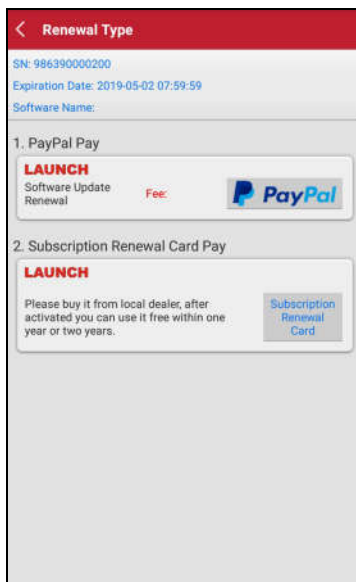 Renewal Type
SN: 986390000200
Expiration Date: 2019-05-02 07:59:59
Software Name:
1. PayPal Pay
LAUNCH
Software Update
Renewal
Fee:
PayPal
2. Subscription Renewal Card Pay
LAUNCH
Please buy it from local dealer, after
activated you can use it free within one
year or two years.
Subscription
Renewal
Card